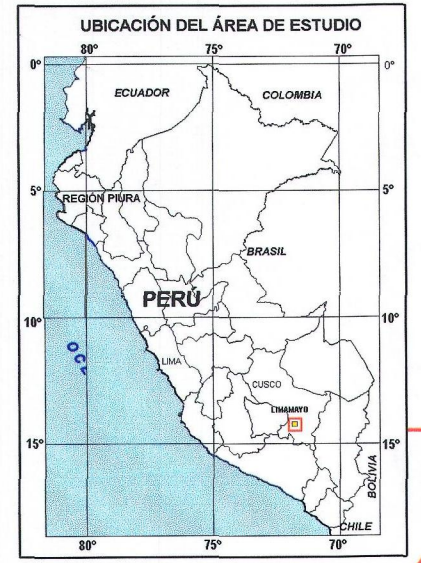 UBICACIÓN DEL ÁREA DE ESTUDIO
80° 75° 70°
0° 0°
ECUADOR
COLOMBIA
5° 5°
REGIÓN PIURA
BRASIL
PERÚ
10° 10°
OC
LIMA
CUSCO
LIMAMAYO
15° 15°
BOLIVIA
CHILE
80° 75° 70°